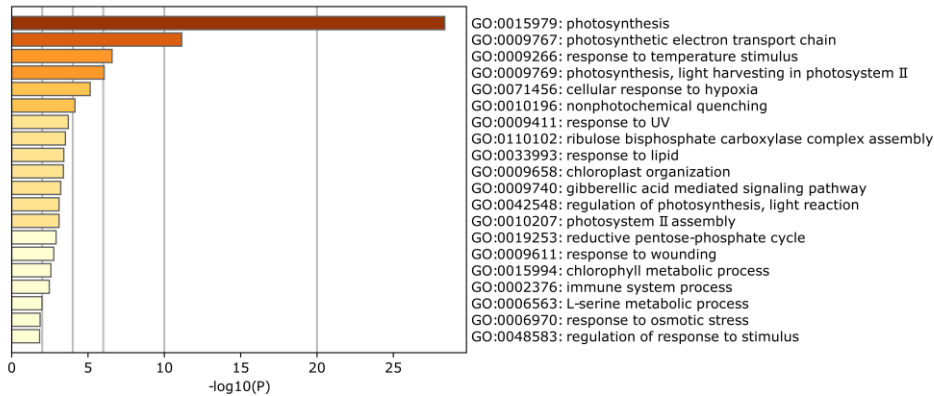 GO:0015979: photosynthesis
GO:0009767: photosynthetic electron transport chain
GO:0009266: response to temperature stimulus
GO:0009769: photosynthesis, light harvesting in photosystem Ⅱ
GO:0071456: cellular response to hypoxia
GO:0010196: nonphotochemical quenching
GO:0009411: response to UV
GO:0110102: ribulose bisphosphate carboxylase complex assembly
GO:0033993: response to lipid
GO:0009658: chloroplast organization
GO:0009740: gibberellic acid mediated signaling pathway
GO:0042548: regulation of photosynthesis, light reaction
GO:0010207: photosystem Ⅱ assembly
GO:0019253: reductive pentose-phosphate cycle
GO:0009611: response to wounding
GO:0015994: chlorophyll metabolic process
GO:0002376: immune system process
GO:0006563: L-serine metabolic process
GO:0006970: response to osmotic stress
GO:0048583: regulation of response to stimulus
0 5 10 15 20 25
-log10(P)